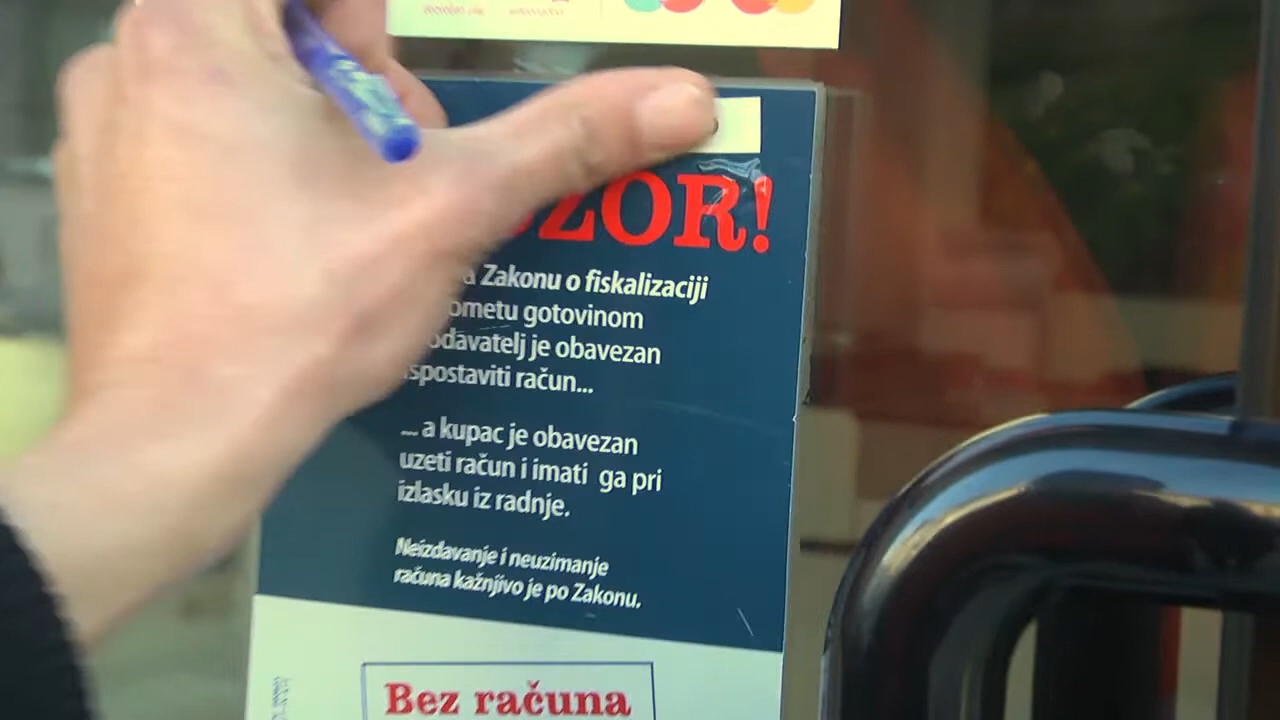 ZOR!
Zakonu o fiskalizaciji
ometu gotovinom
davatelj je obavezan
spostaviti račun...
... a kupac je obavezan
uzeti račun i imati ga pri
izlasku iz radnje.
Neizdavanje i neuzimanje
računa kažnjivo je po Zakonu.
Bez računa